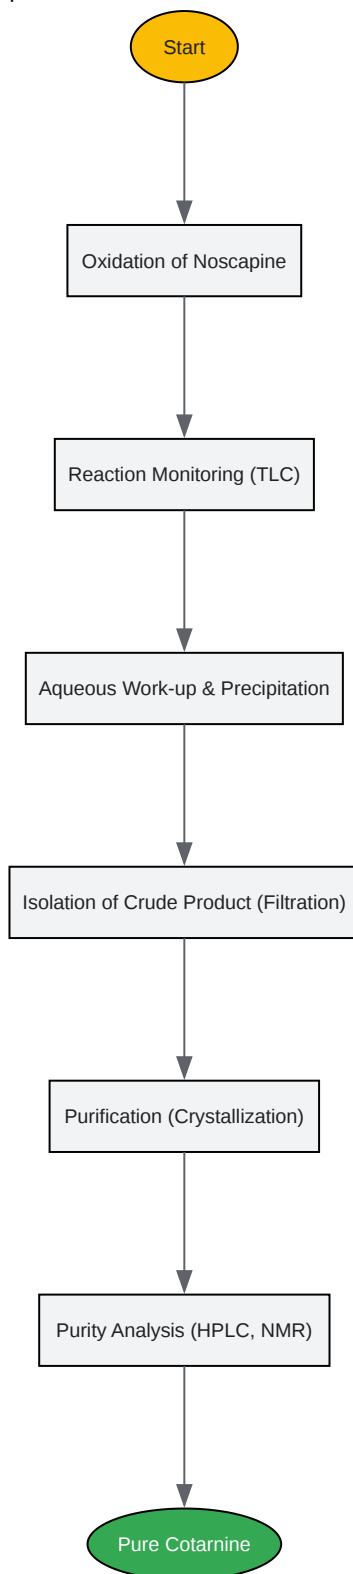 Start
Oxidation of Noscapine
Reaction Monitoring (TLC)
Aqueous Work-up & Precipitation
Isolation of Crude Product (Filtration)
Purification (Crystallization)
Purity Analysis (HPLC, NMR)
Pure Cotarnine